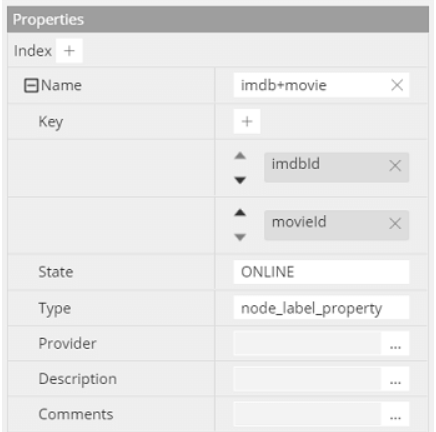 Properties
Index +
Name imdb+movie
Key +
imdbId
movieId
State ONLINE
Type node_label_property
Provider ...
Description ...
Comments ...